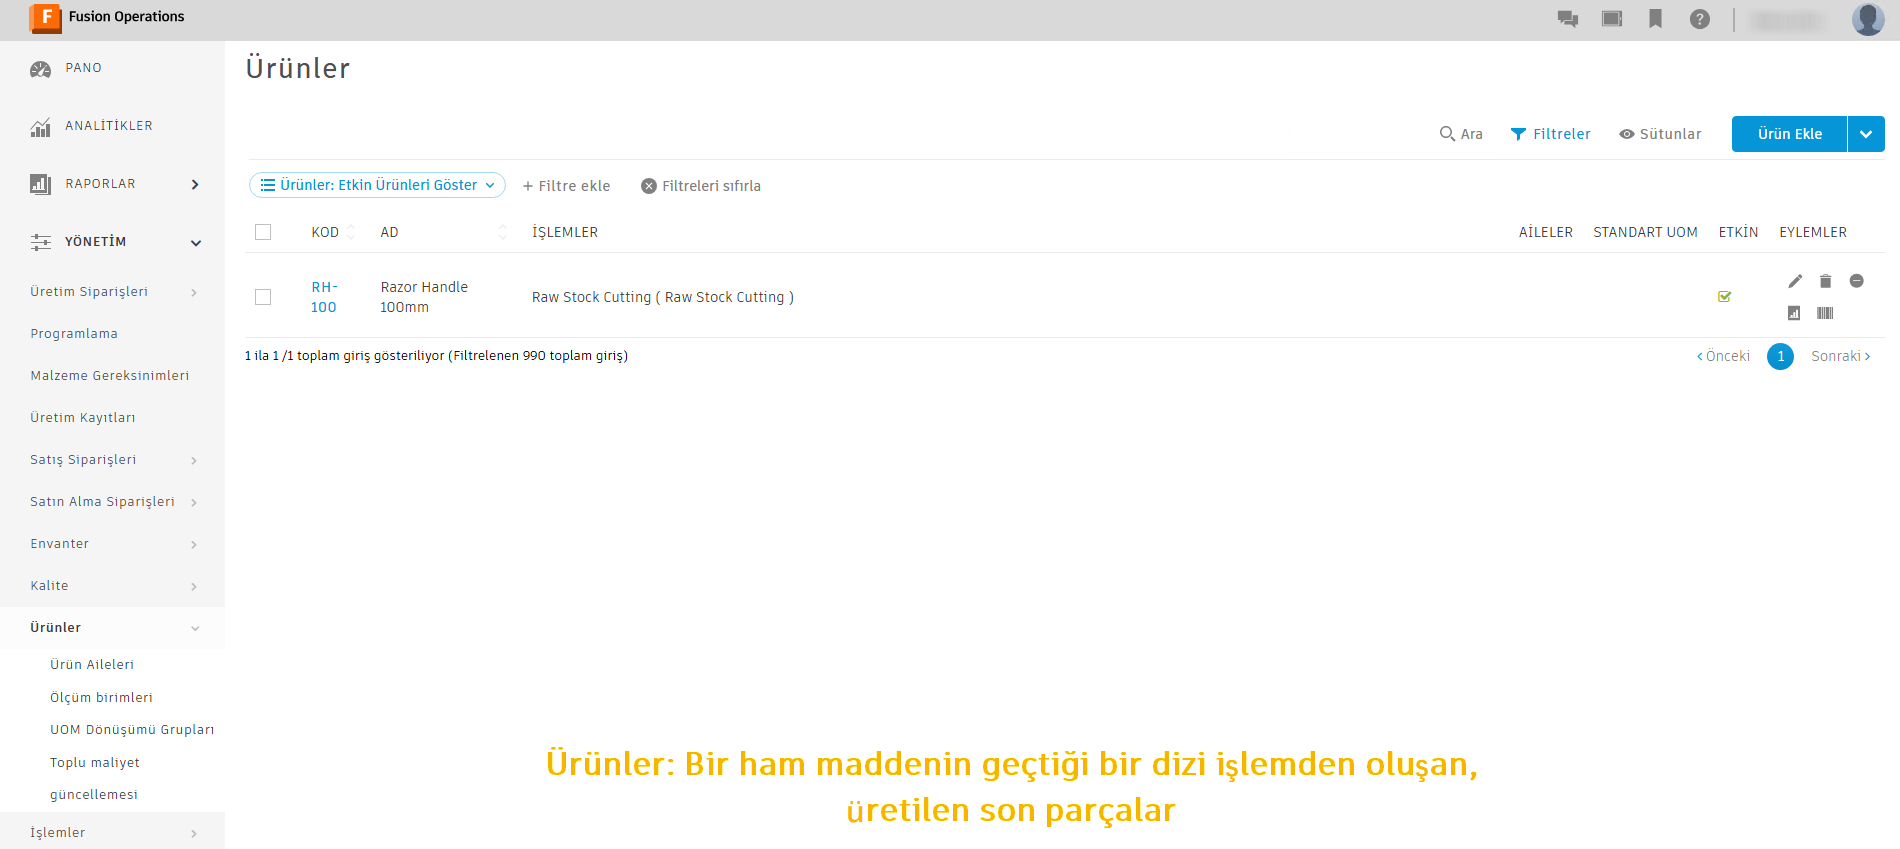 F Fusion Operations
?
PANO
ANALİTİKLER
RAPORLAR
YÖNETİM
Üretim Siparişleri
Programlama
Malzeme Gereksinimleri
Üretim Kayıtları
Satış Siparişleri
Satın Alma Siparişleri
Envanter
Kalite
Ürünler
Ürün Aileleri
Ölçüm birimleri
UOM Dönüşümü Grupları
Toplu maliyet
güncellemesi
İşlemler
Ürünler
Ara Filtreler Sütunlar Ürün Ekle
Ürünler: Etkin Ürünleri Göster + Filtre ekle Filtreleri sıfırla
KOD AD İŞLEMLER AİLELER STANDART UOM ETKİN EYLEMLER
RH-
100
Razor Handle
100mm
Raw Stock Cutting ( Raw Stock Cutting )
1 ila 1 /1 toplam giriş gösteriliyor (Filtrelenen 990 toplam giriş)
‹ Önceki 1 Sonraki ›
Ürünler: Bir ham maddenin geçtiği bir dizi işlemden oluşan,
üretilen son parçalar